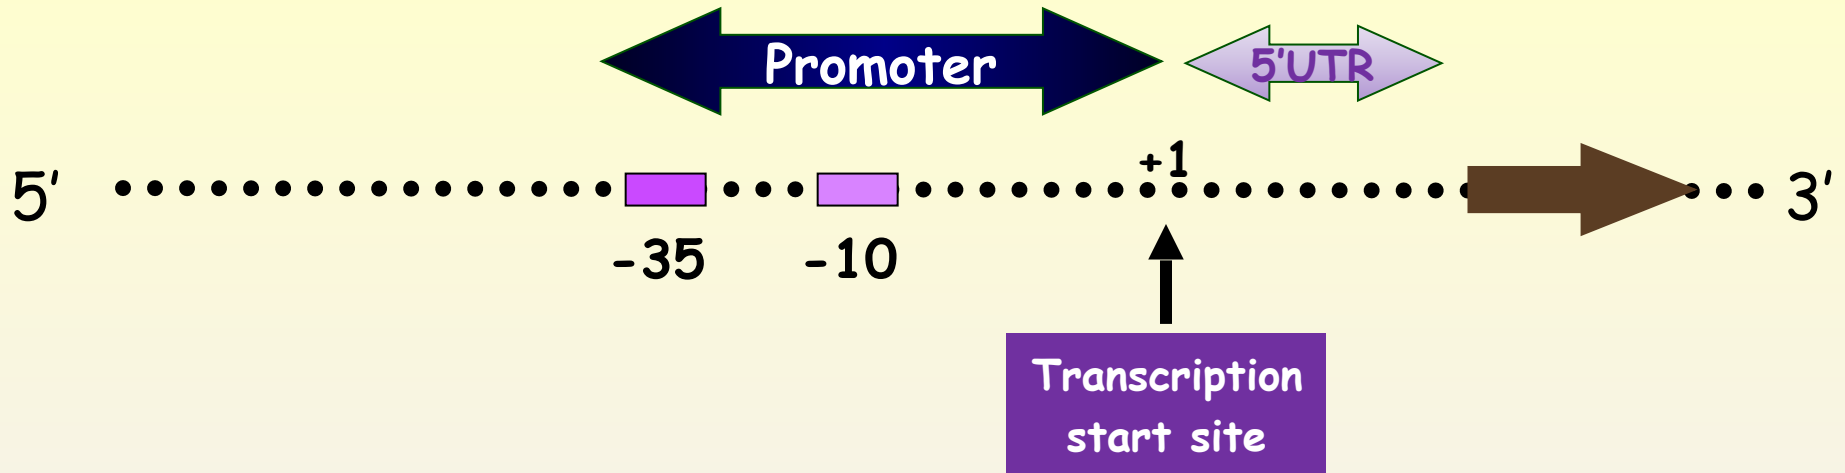 Promoter
5'UTR
+1
5'
3'
-35
-10
Transcription
start site